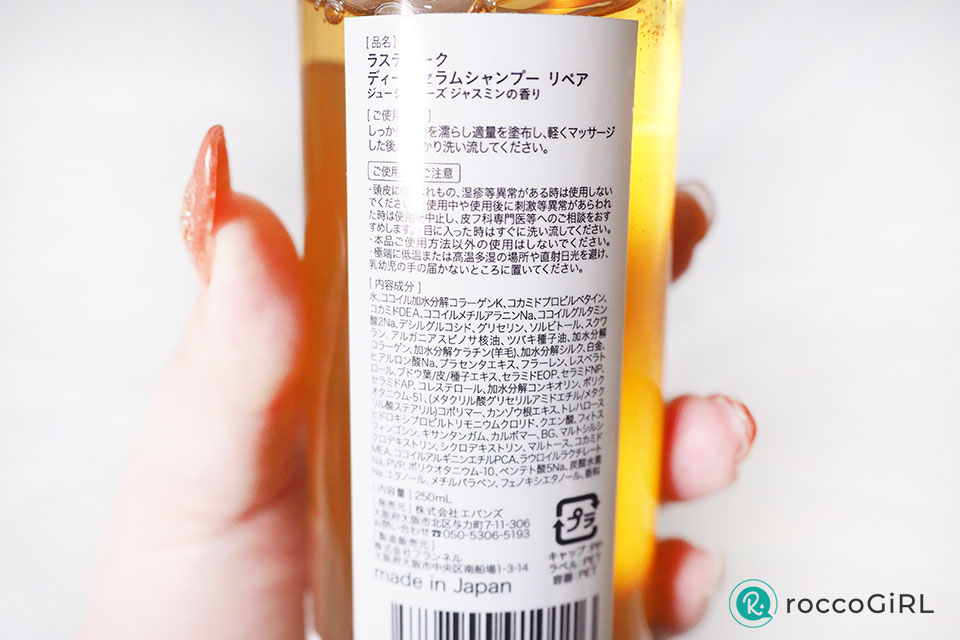 [品名]
ラステ ーク
ディー セラムシャンプー リペア
ジューシ ーズ ジャスミンの香り
[ご使用 ]
しっか を濡らし適量を塗布し、軽くマッサージ
した後 かり洗い流してください。
ご使用 ご注意
・頭皮に はれもの、湿疹等異常がある時は使用しない
でくださ ・使用中や使用後に刺激等異常があらわれ
た時は使用 中止し、皮フ科専門医等へのご相談をおす
すめします。 目に入った時はすぐに洗い流してください。
・本品ご使用方法以外の使用はしないでください。
・極端に低温または高温多湿の場所や直射日光を避け、
乳幼児の手の届かないところに置いてください。
[内容成分]
水、ココイル加水分解コラーゲンK、コカミドプロピルベタイン、
コカミドDEA、ココイルメチルアラニンNa、ココイルグルタミン
酸2Na、デシルグルコシド、グリセリン、ソルビトール、スクワ
ラン、アルガニアスピノサ核油、ツバキ種子油、加水分解
コラーゲン、加水分解ケラチン(羊毛)、加水分解シルク、白金、
ヒアルロン酸Na、プラセンタエキス、フラーレン、レスベラト
ロール、ブドウ葉/皮/種子エキス、セラミドEOP、セラミドNP、
セラミドAP、コレステロール、加水分解コンキオリン、ポリク
オタニウム-51、(メタクリル酸グリセリルアミドエチル/メタク
リル酸ステアリル)コポリマー、カンゾウ根エキス、トレハロース
ヒドロキシプロピルトリモニウムクロリド、クエン酸、フィトス
フィンゴシン、キサンタンガム、カルボマー、BG、マルトシルシ
クロデキストリン、シクロデキストリン、マルトース、コカミド
MEA、ココイルアルギニンエチルPCA、ラウロイルラクチレート
Na、PVP、ポリクオタニウム-10、ペンテト酸5Na、炭酸水素
Na、エタノール、メチルパラベン、フェノキシエタノール、香料
[内容量] 250mL
[発売元] 株式会社エバンズ
大阪府大阪市北区与力町7-11-306
お問い合わせ☎050-5306-5193
[製造販売元]
株式会社フランネル
大阪府大阪市中央区南船場1-3-14
made in Japan
プラ
キャップ:PP
ラベル:PET
容器:PET
R.
roccoGiRL